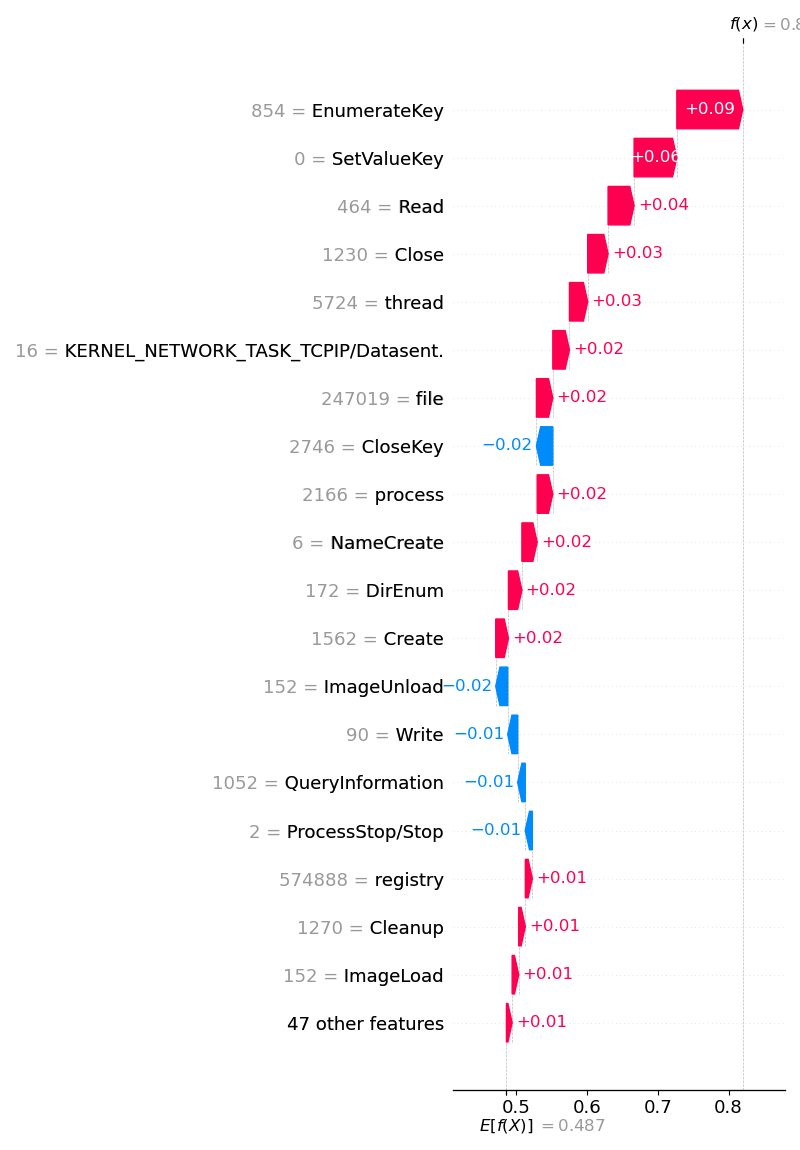 f(x) = 0.8
854 = EnumerateKey +0.09
0 = SetValueKey +0.06
464 = Read +0.04
1230 = Close +0.03
5724 = thread +0.03
16 = KERNEL_NETWORK_TASK_TCPIP/Datasent. +0.02
247019 = file +0.02
2746 = CloseKey −0.02
2166 = process +0.02
6 = NameCreate +0.02
172 = DirEnum +0.02
1562 = Create +0.02
152 = ImageUnload −0.02
90 = Write −0.01
1052 = QueryInformation −0.01
2 = ProcessStop/Stop −0.01
574888 = registry +0.01
1270 = Cleanup +0.01
152 = ImageLoad +0.01
47 other features +0.01
0.5 0.6 0.7 0.8
E[f(X)] = 0.487